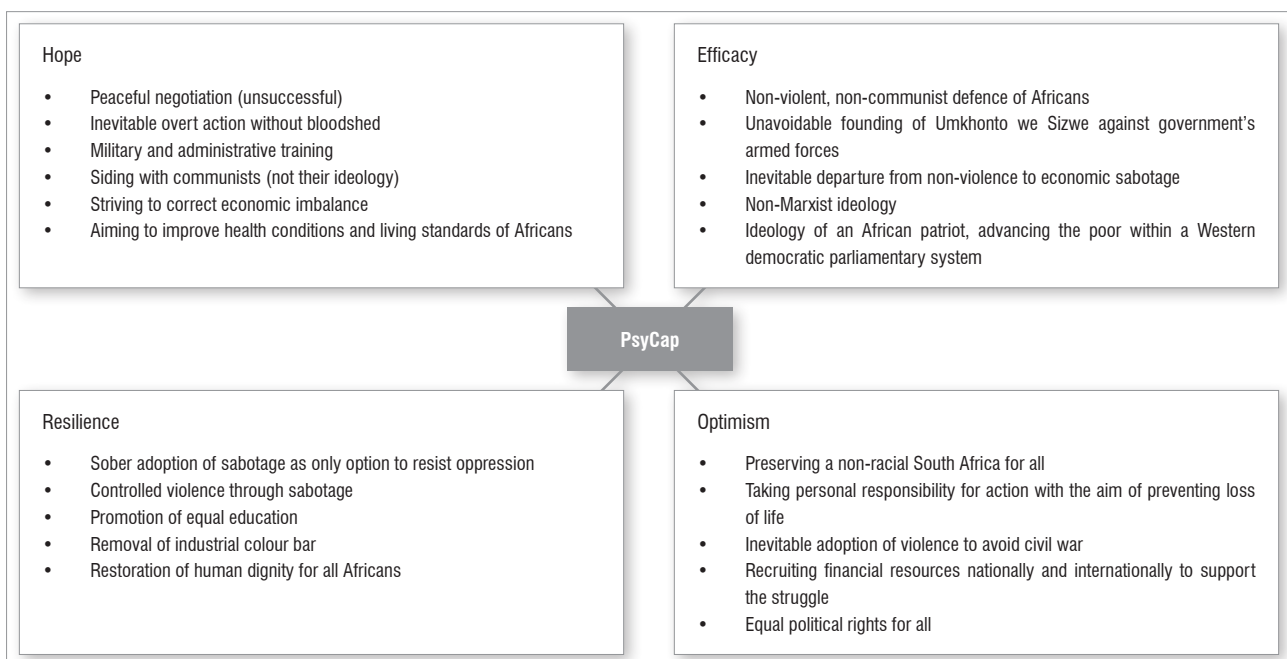 Hope
• Peaceful negotiation (unsuccessful)
• Inevitable overt action without bloodshed
• Military and administrative training
• Siding with communists (not their ideology)
• Striving to correct economic imbalance
• Aiming to improve health conditions and living standards of Africans
Efficacy
• Non-violent, non-communist defence of Africans
• Unavoidable founding of Umkhonto we Sizwe against government's
armed forces
• Inevitable departure from non-violence to economic sabotage
• Non-Marxist ideology
• Ideology of an African patriot, advancing the poor within a Western
democratic parliamentary system
PsyCap
Resilience
• Sober adoption of sabotage as only option to resist oppression
• Controlled violence through sabotage
• Promotion of equal education
• Removal of industrial colour bar
• Restoration of human dignity for all Africans
Optimism
• Preserving a non-racial South Africa for all
• Taking personal responsibility for action with the aim of preventing loss
of life
• Inevitable adoption of violence to avoid civil war
• Recruiting financial resources nationally and internationally to support
the struggle
• Equal political rights for all